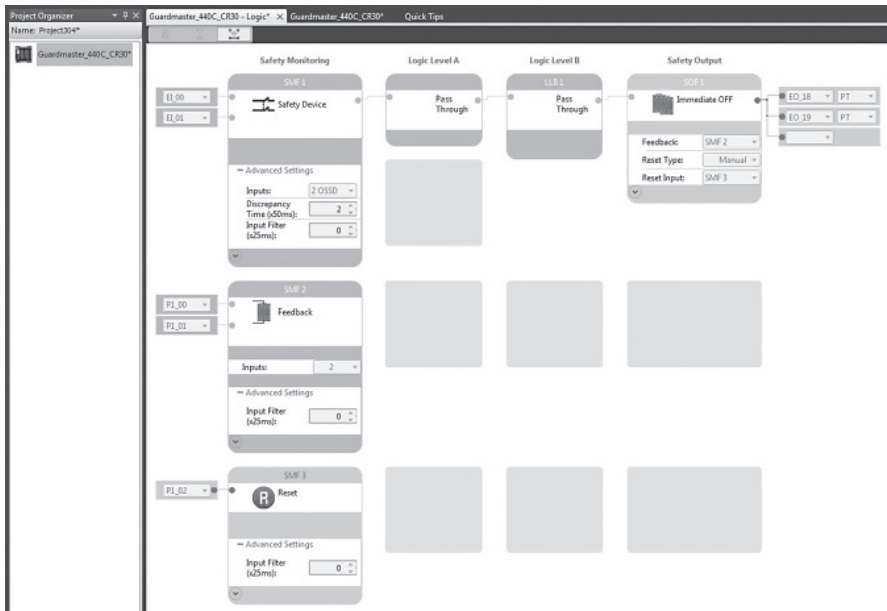 Project Organizer
Name: Project304*
Guardmaster_440C_CR30*
Guardmaster_440C_CR30 - Logic*
Guardmaster_440C_CR30*
Quick Tips
Safety Monitoring
Logic Level A
Logic Level B
Safety Output
SMF 1
EI_00
EI_01
Safety Device
Advanced Settings
Inputs: 2 OSSD
Discrepancy
Time (x50ms): 2
Input Filter
(x25ms): 0
Pass
Through
LLB 1
Pass
Through
SOF 1
Immediate OFF
Feedback: SMF 2
Reset Type: Manual
Reset Input: SMF 3
EO_18 PT
EO_19 PT
SMF 2
P1_00
P1_01
Feedback
Inputs: 2
Advanced Settings
Input Filter
(x25ms): 0
SMF 3
P1_02
R Reset
Advanced Settings
Input Filter
(x25ms): 0